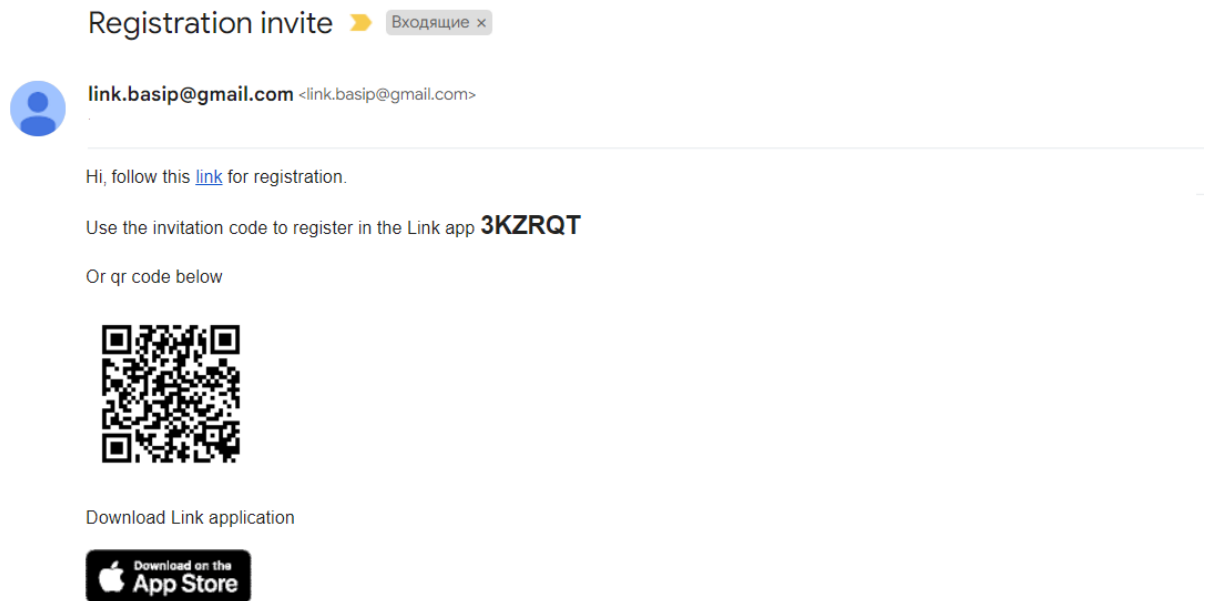 Registration invite Входящие ×
link.basip@gmail.com <link.basip@gmail.com>
Hi, follow this link for registration.
Use the invitation code to register in the Link app 3KZRQT
Or qr code below
Download Link application
Download on the
App Store